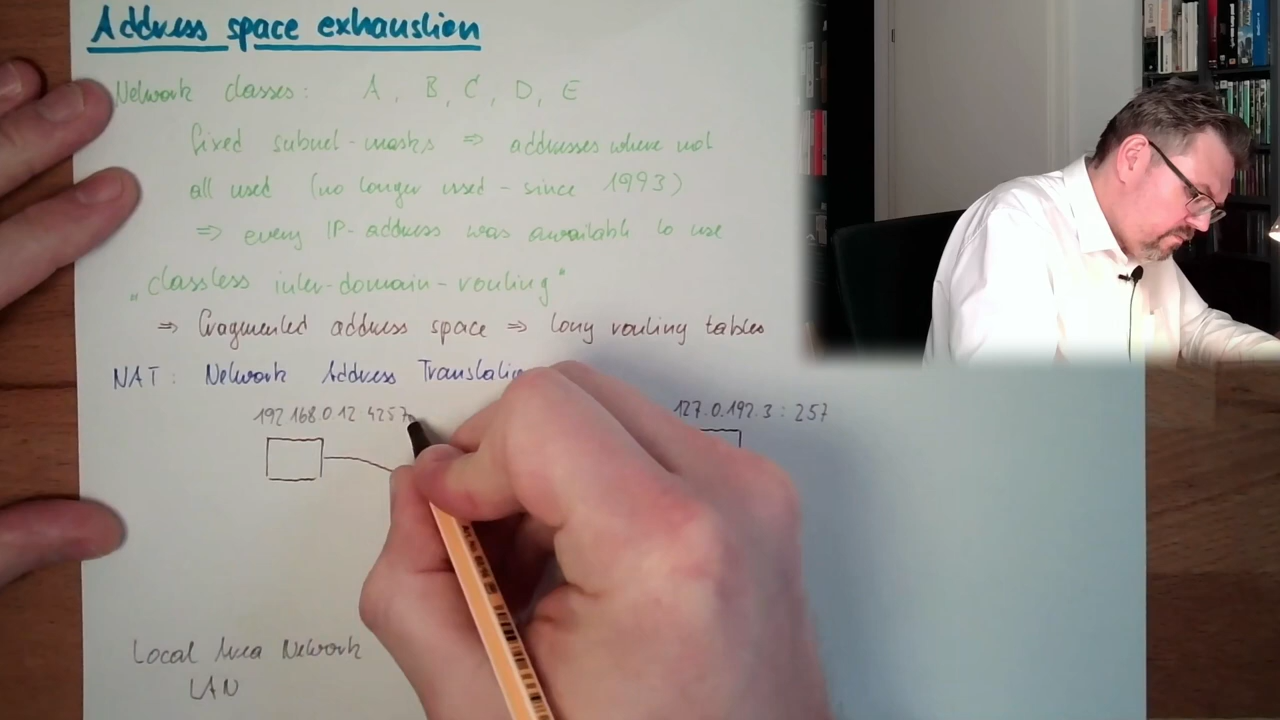 Address space exhaustion
Network classes: A, B, C, D, E
fixed subnet-masks ⇒ addresses where not
all used (no longer used - since 1993)
⇒ every IP-address was available to use
„classless inter-domain-routing"
⇒ fragmented address space ⇒ long routing tables
NAT: Network Address Translation
192.168.0.12:4257
127.0.192.3:257
Local Area Network
LAN